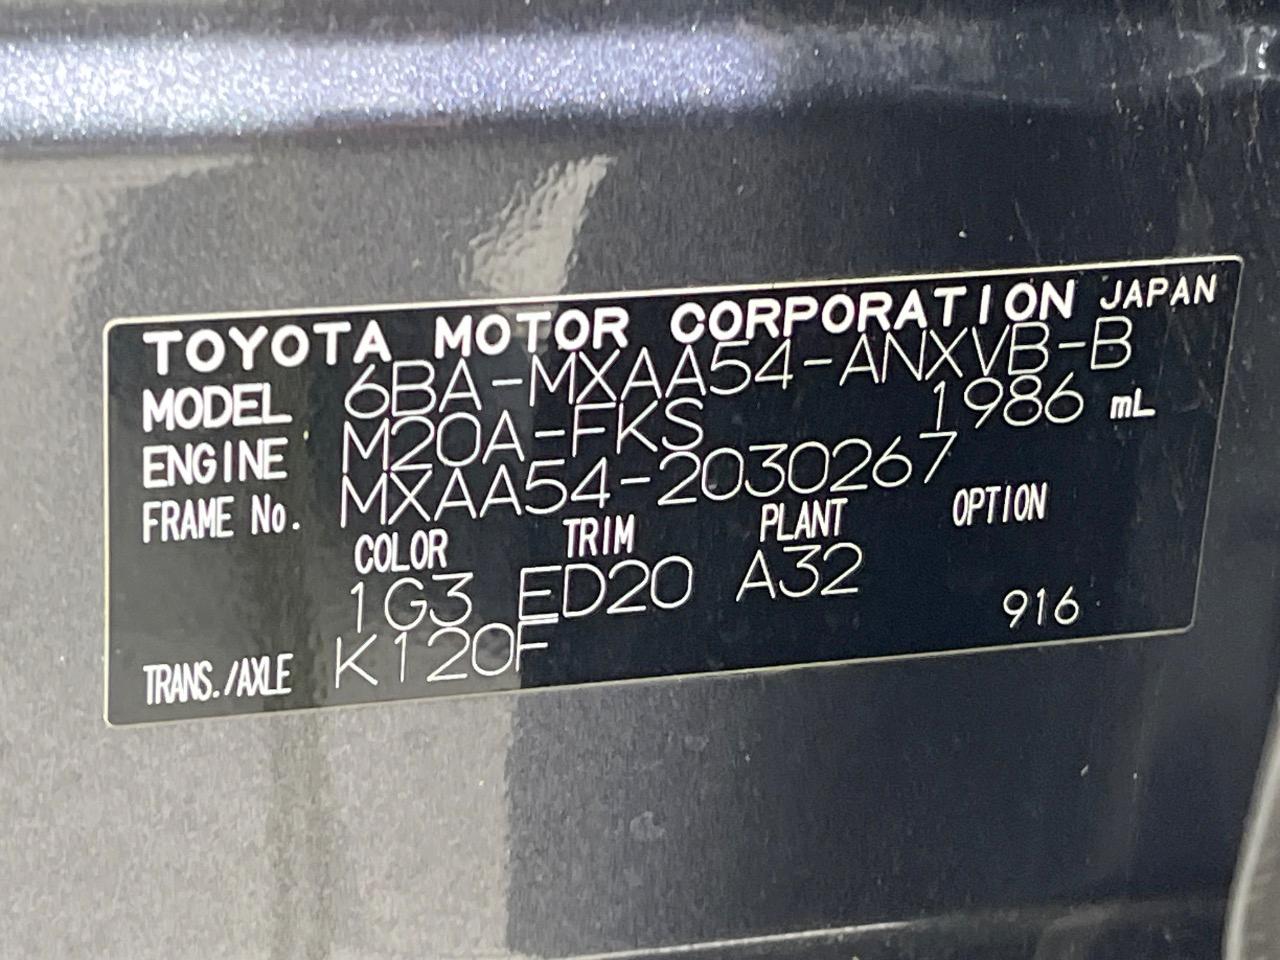 TOYOTA MOTOR CORPORATION JAPAN
MODEL 6BA-MXAA54-ANXVB-B
ENGINE M20A-FKS 1986 mL
FRAME No. MXAA54-2030267
COLOR TRIM PLANT OPTION
1G3 ED20 A32
TRANS./AXLE K120F 916